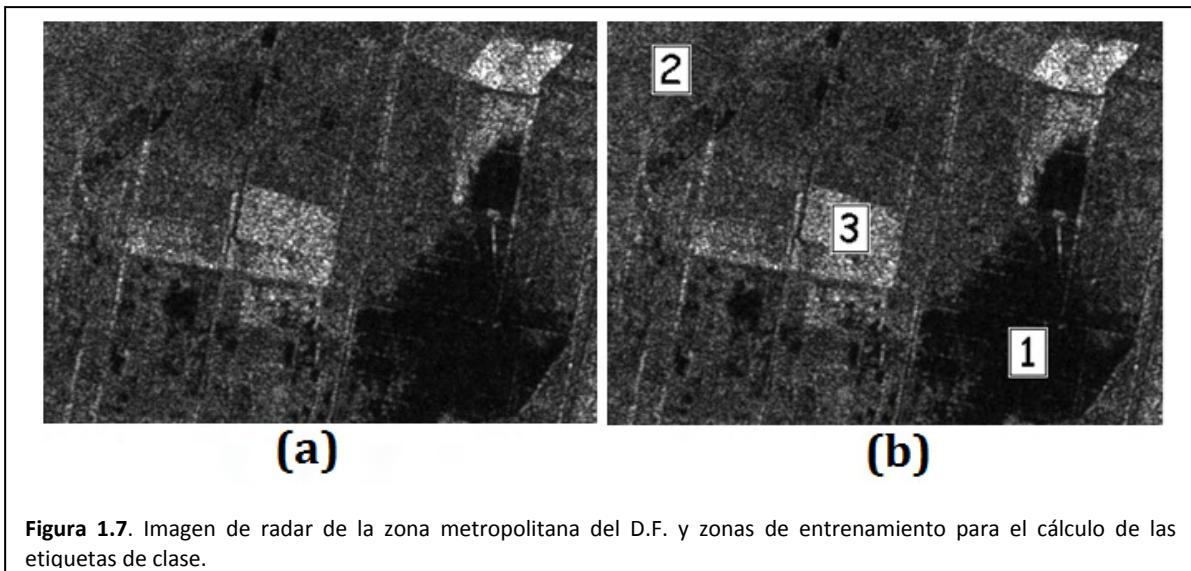 2
3
1
(a)
(b)
Figura 1.7. Imagen de radar de la zona metropolitana del D.F. y zonas de entrenamiento para el cálculo de las
etiquetas de clase.